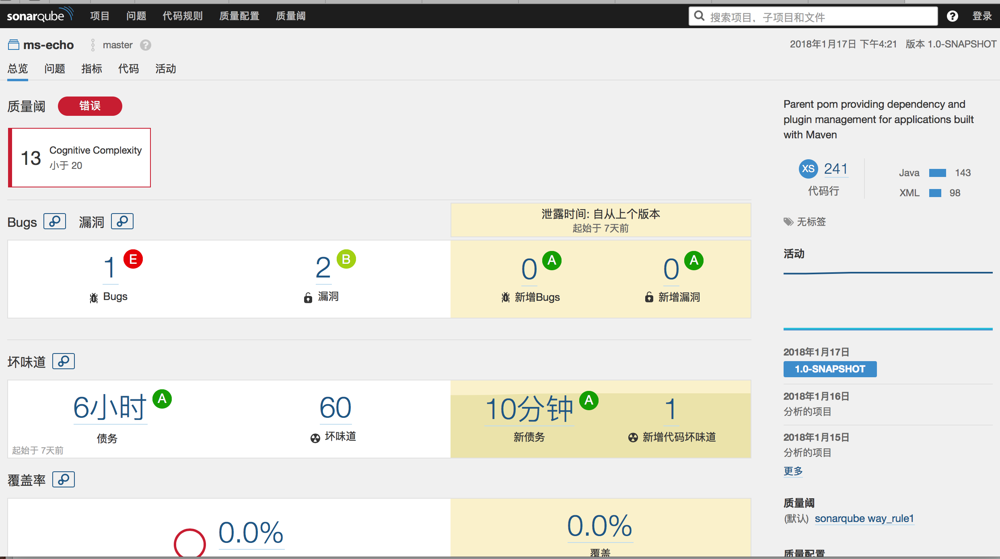 sonarqube 项目 问题 代码规则 质量配置 质量阈 搜索项目，子项目和文件 ? 登录
ms-echo master ? 2018年1月17日 下午4:21 版本 1.0-SNAPSHOT
总览 问题 指标 代码 活动
质量阈 错误
13 Cognitive Complexity
小于 20
Bugs 漏洞
泄露时间: 自从上个版本
起始于 7天前
1 E 2 B 0 A 0 A
Bugs 漏洞 新增Bugs 新增漏洞
坏味道
6小时 A 60 10分钟 A 1
债务 坏味道 新债务 新增代码坏味道
起始于 7天前
覆盖率
0.0% 0.0%
覆盖
Parent pom providing dependency and
plugin management for applications built
with Maven
XS 241
代码行
Java 143
XML 98
无标签
活动
2018年1月17日
1.0-SNAPSHOT
2018年1月16日
分析的项目
2018年1月15日
分析的项目
更多
质量阈
(默认) sonarqube way_rule1
质量配置